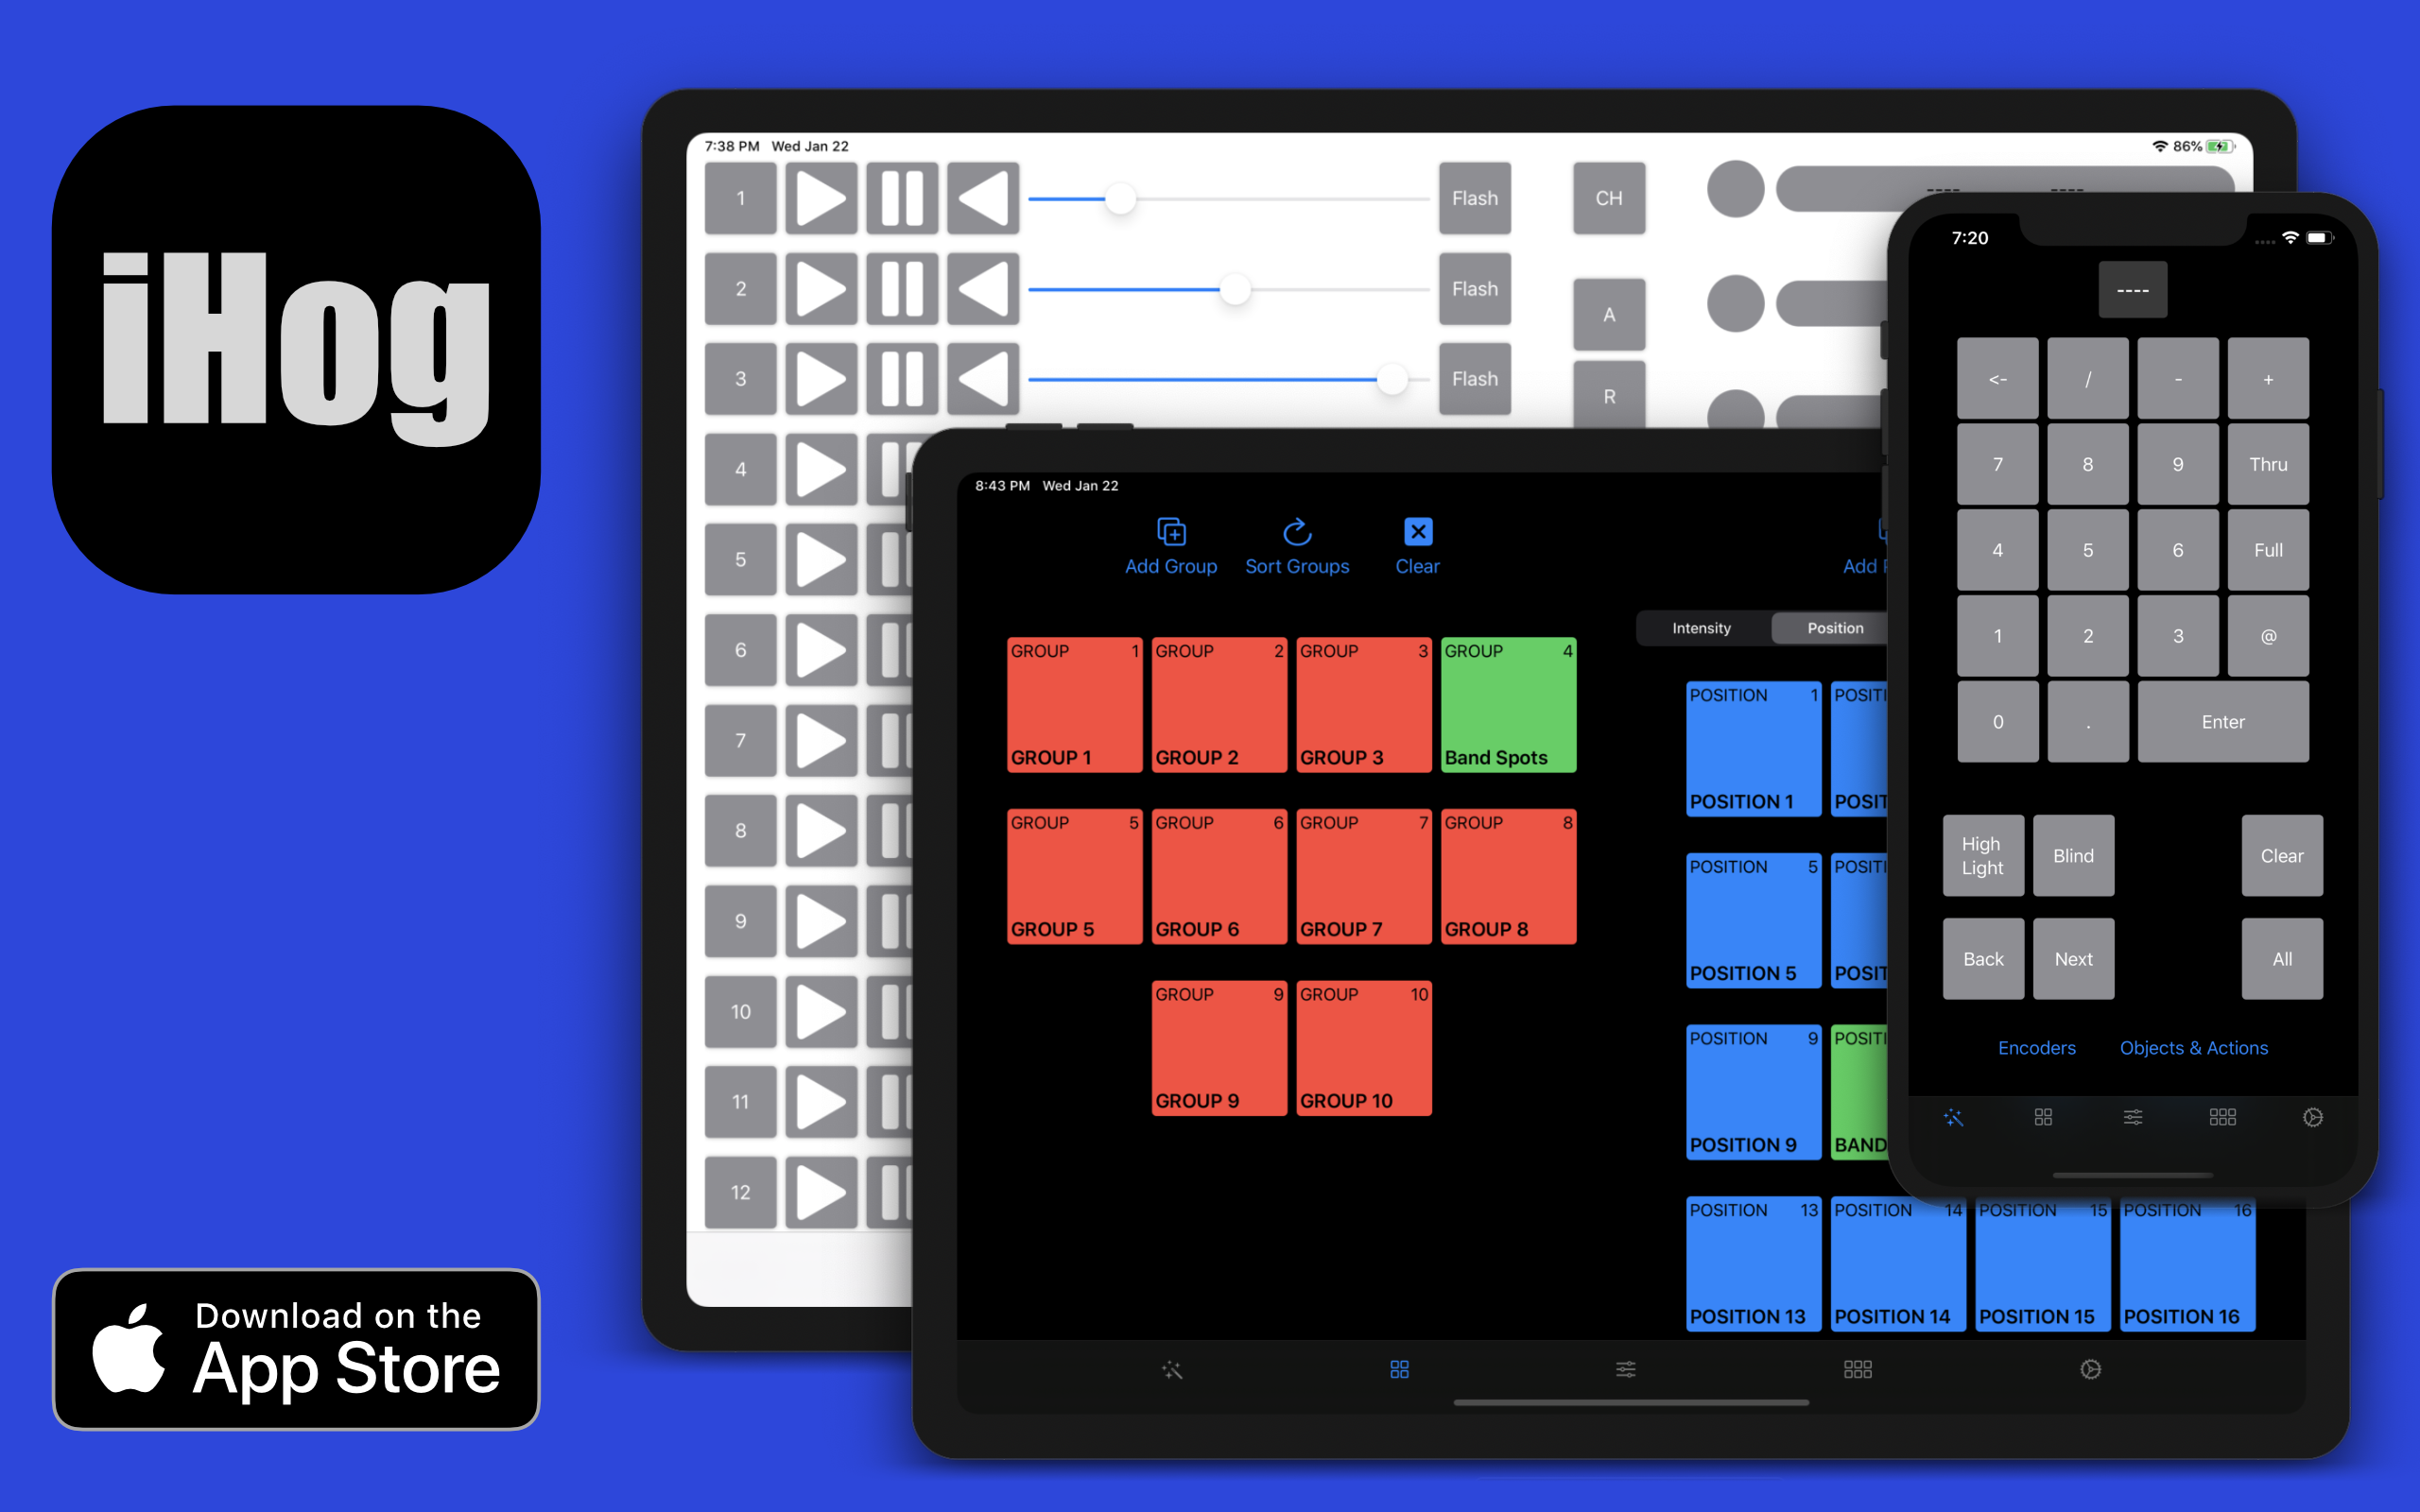 iHog
Download on the
App Store
7:38 PM Wed Jan 22
86%
1 Flash CH ---- ----
2 Flash A
3 Flash R
4
5
6
7
8
9
10
11
12
8:43 PM Wed Jan 22
Add Group Sort Groups Clear Add
Intensity Position
GROUP 1 GROUP 2 GROUP 3 GROUP 4
GROUP 1 GROUP 2 GROUP 3 Band Spots
GROUP 5 GROUP 6 GROUP 7 GROUP 8
GROUP 5 GROUP 6 GROUP 7 GROUP 8
GROUP 9 GROUP 10
GROUP 9 GROUP 10
POSITION 1 POSITI
POSITION 1 POSIT
POSITION 5 POSITI
POSITION 5 POSIT
POSITION 9 POSITI
POSITION 9 BAND
POSITION 13 POSITION 14 POSITION 15 POSITION 16
POSITION 13 POSITION 14 POSITION 15 POSITION 16
7:20
----
<- / - +
7 8 9 Thru
4 5 6 Full
1 2 3 @
0 . Enter
High
Light Blind Clear
Back Next All
Encoders Objects & Actions